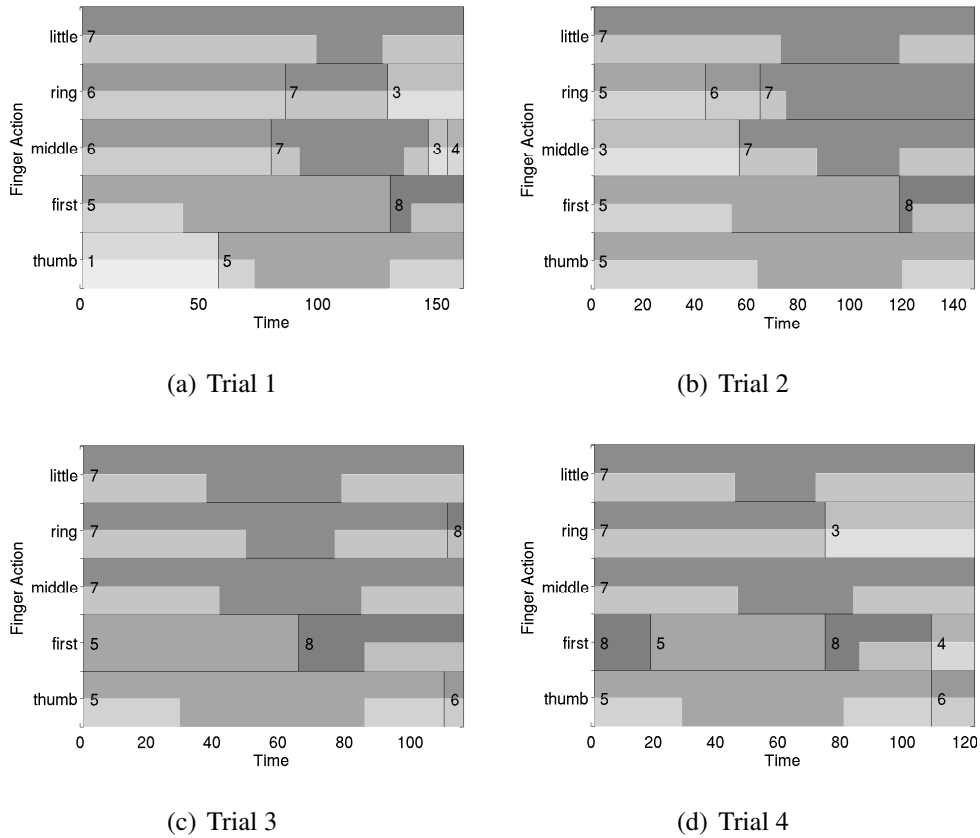 Finger Action
little 7
ring 6 7 3
middle 6 7 3 4
first 5 8
thumb 1 5
0 50 100 150
Time
(a) Trial 1
Finger Action
little 7
ring 5 6 7
middle 3 7
first 5 8
thumb 5
0 20 40 60 80 100 120 140
Time
(b) Trial 2
Finger Action
little 7
ring 7 8
middle 7
first 5 8
thumb 5 6
0 20 40 60 80 100
Time
(c) Trial 3
Finger Action
little 7
ring 7 3
middle 7
first 8 5 8 4
thumb 5 6
0 20 40 60 80 100 120
Time
(d) Trial 4